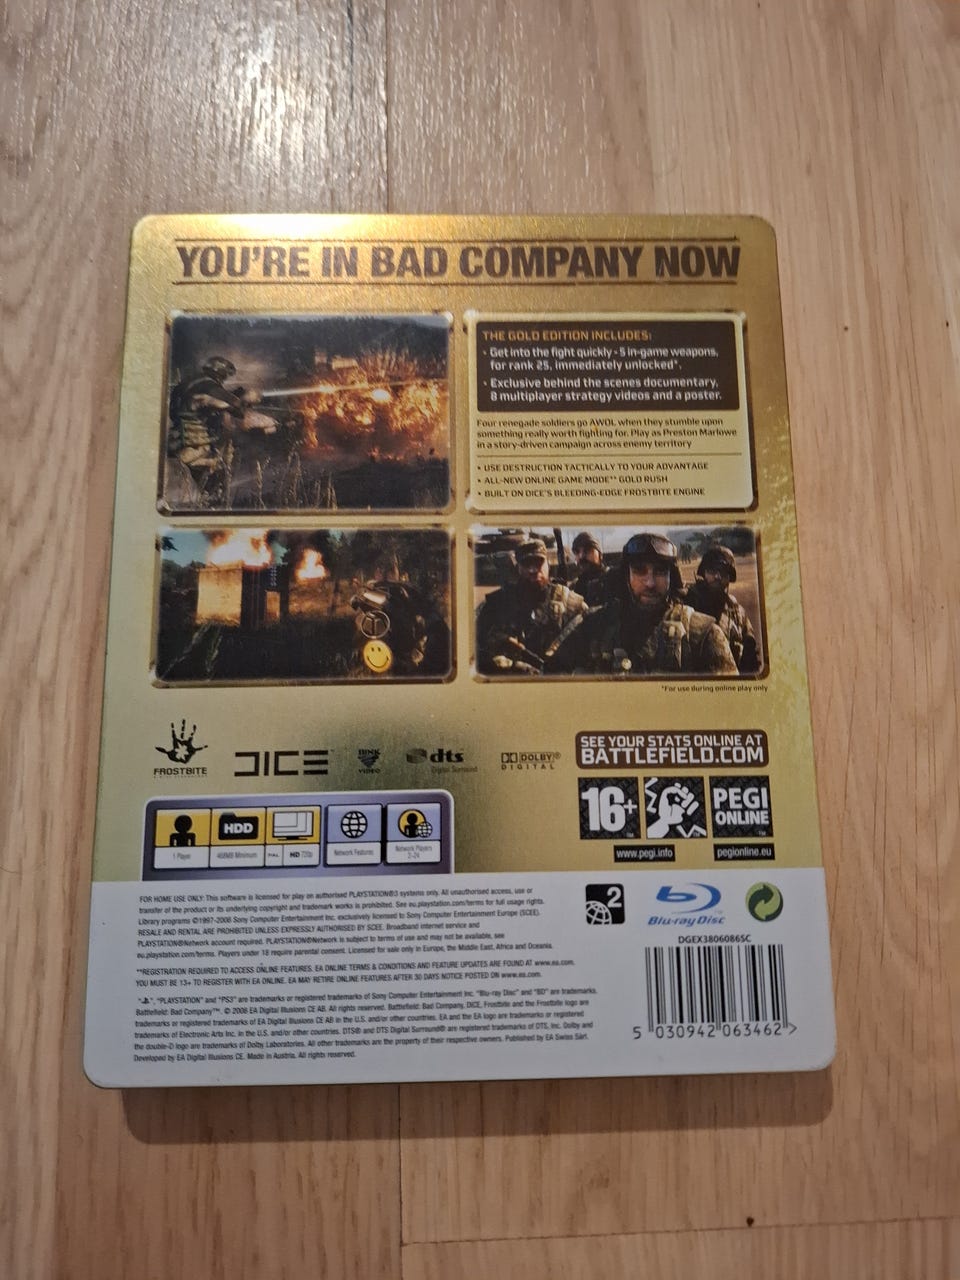 YOU'RE IN BAD COMPANY NOW
THE GOLD EDITION INCLUDES:
• Get into the fight quickly - 5 in-game weapons,
for rank 25, immediately unlocked*.
• Exclusive behind the scenes documentary,
8 multiplayer strategy videos and a poster.
Four renegade soldiers go AWOL when they stumble upon
something really worth fighting for. Play as Preston Marlowe
in a story-driven campaign across enemy territory
• USE DESTRUCTION TACTICALLY TO YOUR ADVANTAGE
• ALL-NEW ONLINE GAME MODE** GOLD RUSH
• BUILT ON DICE'S BLEEDING-EDGE FROSTBITE ENGINE
*For use during online play only
FROSTBITE
DICE™
BINK
VIDEO
dts
Digital Surround
DOLBY®
DIGITAL
SEE YOUR STATS ONLINE AT
BATTLEFIELD.COM
16+
PEGI
ONLINE
™
www.pegi.info
pegionline.eu
HDD
1 Player
468MB Minimum
PAL
HD 720p
Network Features
Network Players
2-24
FOR HOME USE ONLY: This software is licensed for play on authorised PLAYSTATION®3 systems only. All unauthorised access, use or
transfer of the product or its underlying copyright and trademark works is prohibited. See eu.playstation.com/terms for full usage rights.
Library programs ©1997-2008 Sony Computer Entertainment Inc. exclusively licensed to Sony Computer Entertainment Europe (SCEE).
RESALE AND RENTAL ARE PROHIBITED UNLESS EXPRESSLY AUTHORISED BY SCEE. Broadband internet service and
PLAYSTATION®Network account required. PLAYSTATION®Network is subject to terms of use and may not be available, see
eu.playstation.com/terms. Players under 18 require parental consent. Licensed for sale only in Europe, the Middle East, Africa and Oceania.
**REGISTRATION REQUIRED TO ACCESS ONLINE FEATURES. EA ONLINE TERMS & CONDITIONS AND FEATURE UPDATES ARE FOUND AT www.ea.com.
YOU MUST BE 13+ TO REGISTER WITH EA ONLINE. EA MAY RETIRE ONLINE FEATURES AFTER 30 DAYS NOTICE POSTED ON www.ea.com.
"PLAYSTATION" and "PS3" are trademarks or registered trademarks of Sony Computer Entertainment Inc. "Blu-ray Disc" and "BD" are trademarks.
Battlefield: Bad Company™. © 2008 EA Digital Illusions CE AB. All rights reserved. Battlefield: Bad Company, DICE, Frostbite and the Frostbite logo are
trademarks or registered trademarks of EA Digital Illusions CE AB in the U.S. and/or other countries. EA and the EA logo are trademarks or registered
trademarks of Electronic Arts Inc. in the U.S. and/or other countries. DTS® and DTS Digital Surround® are registered trademarks of DTS, Inc. Dolby and
the double-D logo are trademarks of Dolby Laboratories. All other trademarks are the property of their respective owners. Published by EA Swiss Sàrl.
Developed by EA Digital Illusions CE. Made in Austria. All rights reserved.
2
Blu-ray Disc
DGEX3806086SC
5 030942 063462 >